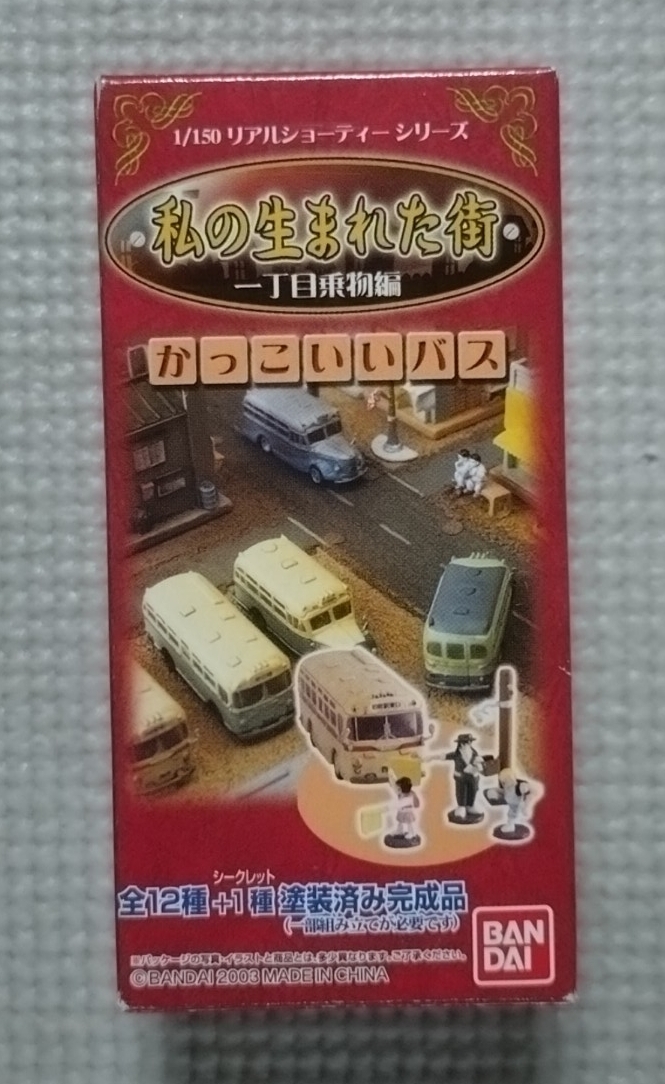 1/150 リアルショーティー シリーズ
私の生まれた街
一丁目乗物編
かっこいいバス
シークレット
全12種+1種 塗装済み完成品
(一部組み立てが必要です)
※パッケージの写真・イラストと商品とは、多少異なります。ご了承ください。
©BANDAI 2003 MADE IN CHINA
BAN
DAI